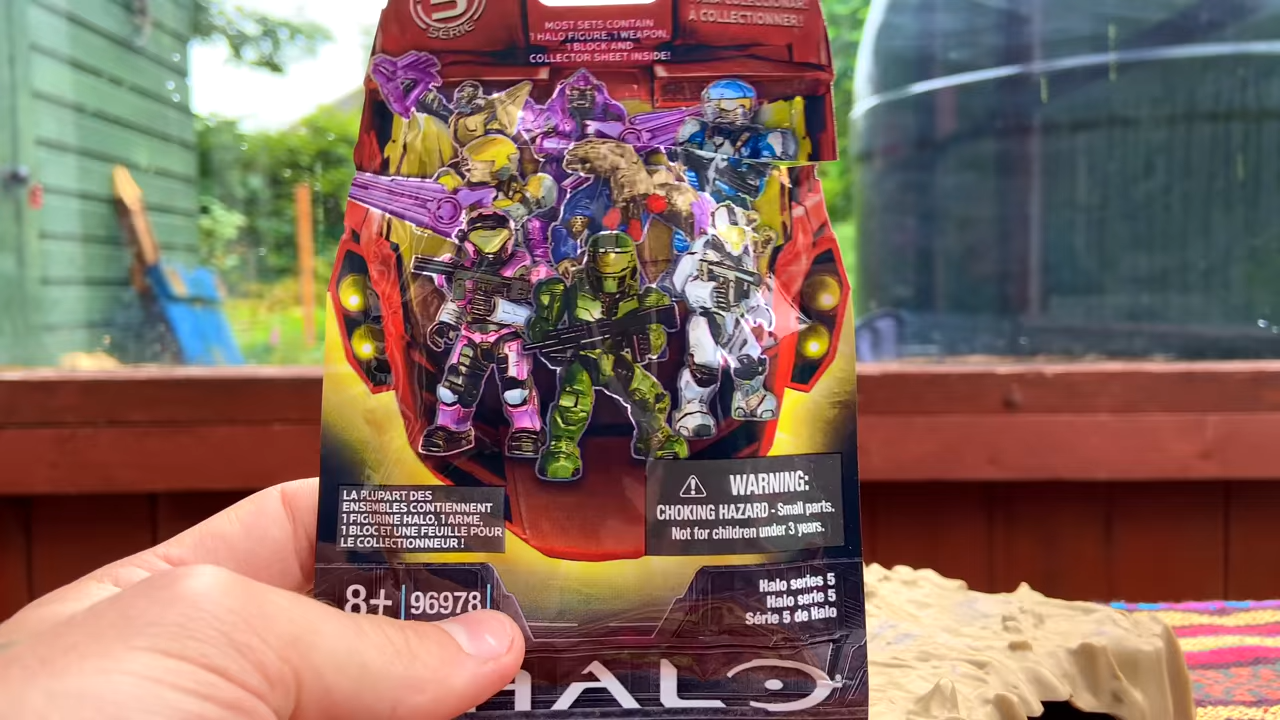 5
SÉRIE
MOST SETS CONTAIN
1 HALO FIGURE, 1 WEAPON,
1 BLOCK AND
COLLECTOR SHEET INSIDE!
À COLLECTIONNER!
LA PLUPART DES
ENSEMBLES CONTIENNENT
1 FIGURINE HALO, 1 ARME,
1 BLOC ET UNE FEUILLE POUR
LE COLLECTIONNEUR !
WARNING:
CHOKING HAZARD - Small parts.
Not for children under 3 years.
8+ 96978
Halo series 5
Halo serie 5
Série 5 de Halo
HALO